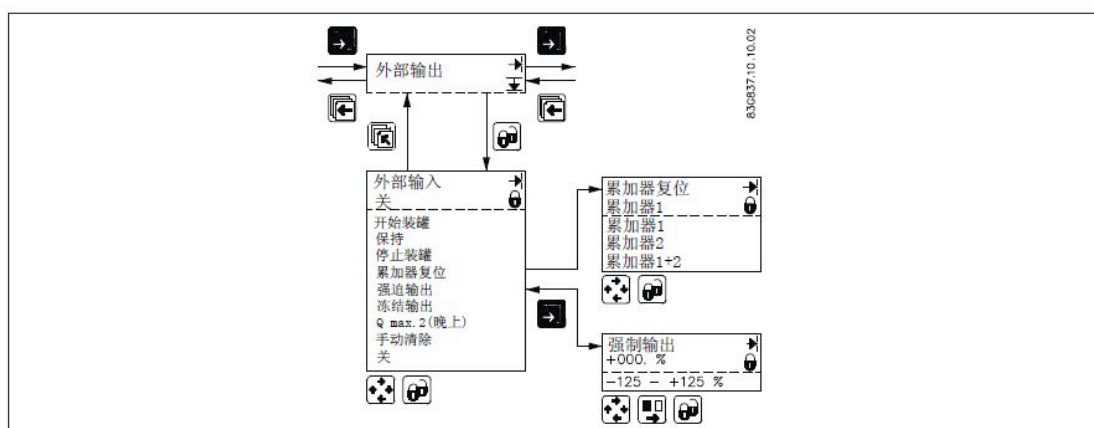 外部输出
83G837.10.10.02
外部输入
关
开始装罐
保持
停止装罐
累加器复位
强迫输出
冻结输出
Q max.2(晚上)
手动清除
关
累加器复位
累加器1
累加器1
累加器2
累加器1+2
强制输出
+000. %
-125 - +125 %